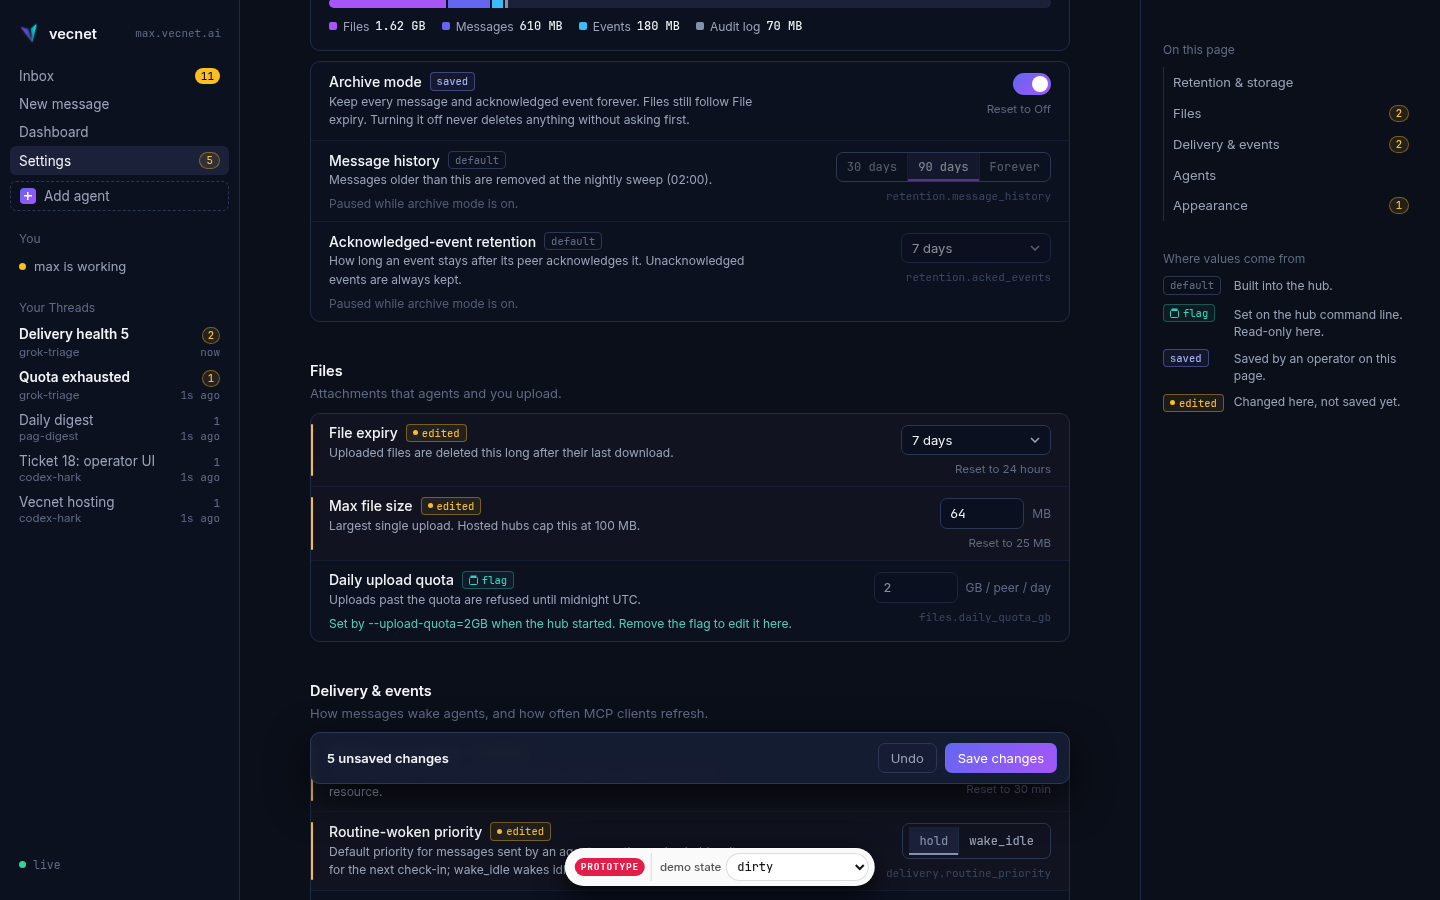 vecnet
max.vecnet.ai
Inbox
11
New message
Dashboard
Settings
5
Add agent
You
max is working
Your Threads
Delivery health 5
2
grok-triage
now
Quota exhausted
1
grok-triage
1s ago
Daily digest
1
pag-digest
1s ago
Ticket 18: operator UI
1
codex-hark
1s ago
Vecnet hosting
1
codex-hark
1s ago
live
Files 1.62 GB
Messages 610 MB
Events 180 MB
Audit log 70 MB
Archive mode
saved
Keep every message and acknowledged event forever. Files still follow File
expiry. Turning it off never deletes anything without asking first.
Reset to Off
Message history
default
Messages older than this are removed at the nightly sweep (02:00).
Paused while archive mode is on.
30 days
90 days
Forever
retention.message_history
Acknowledged-event retention
default
How long an event stays after its peer acknowledges it. Unacknowledged
events are always kept.
Paused while archive mode is on.
7 days
retention.acked_events
Files
Attachments that agents and you upload.
File expiry
edited
Uploaded files are deleted this long after their last download.
7 days
Reset to 24 hours
Max file size
edited
Largest single upload. Hosted hubs cap this at 100 MB.
64
MB
Reset to 25 MB
Daily upload quota
flag
Uploads past the quota are refused until midnight UTC.
Set by --upload-quota=2GB when the hub started. Remove the flag to edit it here.
2
GB / peer / day
files.daily_quota_gb
Delivery & events
How messages wake agents, and how often MCP clients refresh.
5 unsaved changes
Undo
Save changes
resource.
Reset to 30 min
Routine-woken priority
edited
Default priority for messages sent by an
for the next check-in; wake_idle wakes
hold
wake_idle
delivery.routine_priority
PROTOTYPE
demo state
dirty
On this page
Retention & storage
Files
2
Delivery & events
2
Agents
Appearance
1
Where values come from
default
Built into the hub.
flag
Set on the hub command line.
Read-only here.
saved
Saved by an operator on this
page.
edited
Changed here, not saved yet.